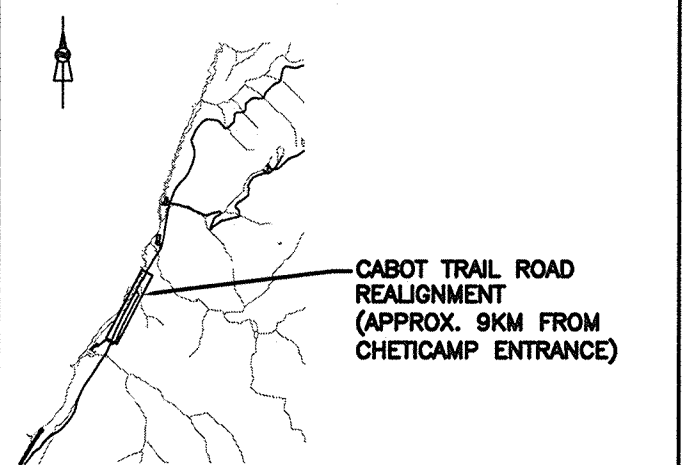 CABOT TRAIL ROAD
REALIGNMENT
(APPROX. 9KM FROM
CHETICAMP ENTRANCE)